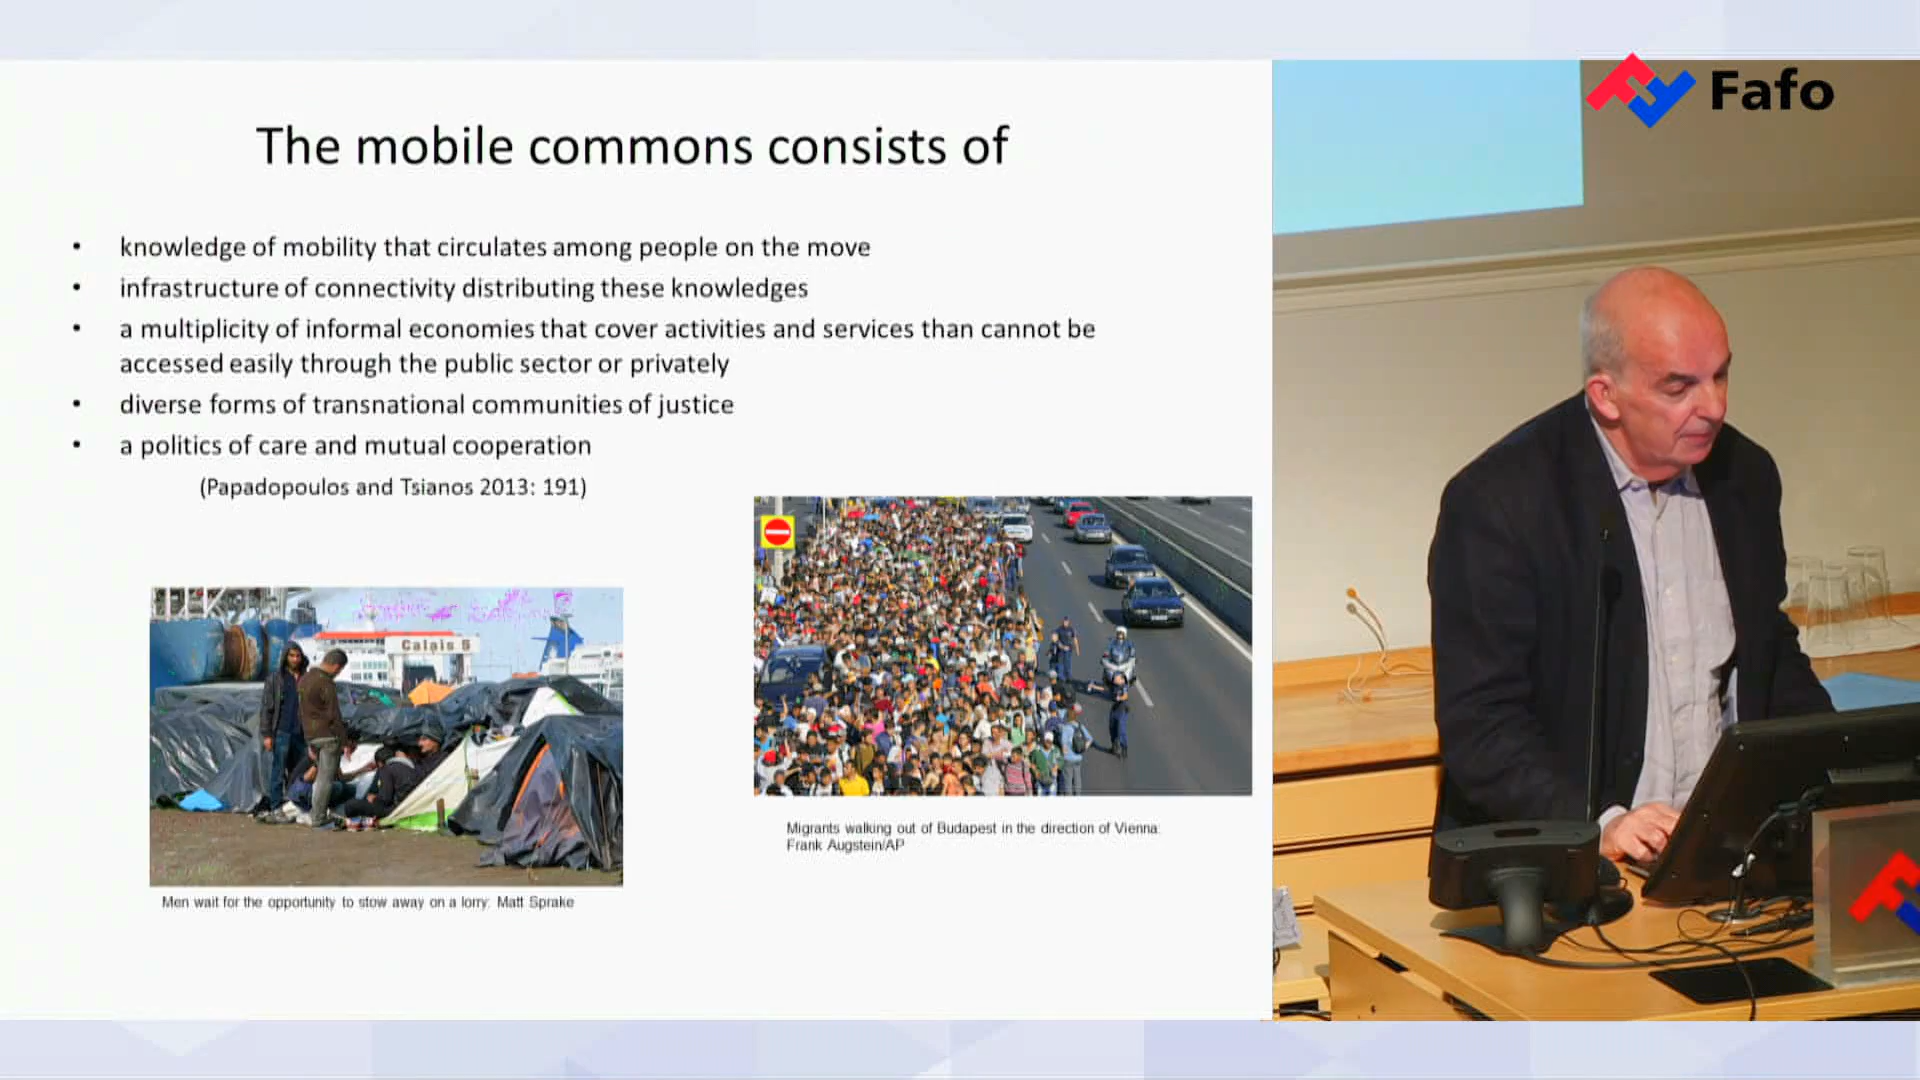 Fafo
The mobile commons consists of
• knowledge of mobility that circulates among people on the move
• infrastructure of connectivity distributing these knowledges
• a multiplicity of informal economies that cover activities and services than cannot be
accessed easily through the public sector or privately
• diverse forms of transnational communities of justice
• a politics of care and mutual cooperation
(Papadopoulos and Tsianos 2013: 191)
Calais 6
Migrants walking out of Budapest in the direction of Vienna:
Frank Augstein/AP
Men wait for the opportunity to stow away on a lorry: Matt Sprake